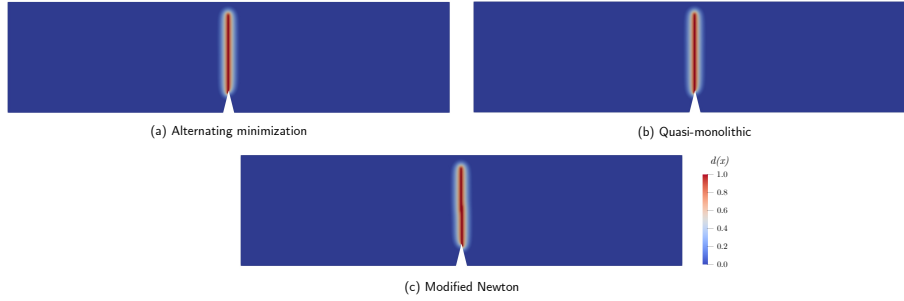 (a) Alternating minimization
(b) Quasi-monolithic
d(x)
1.0
0.8
0.6
0.4
0.2
0.0
(c) Modified Newton